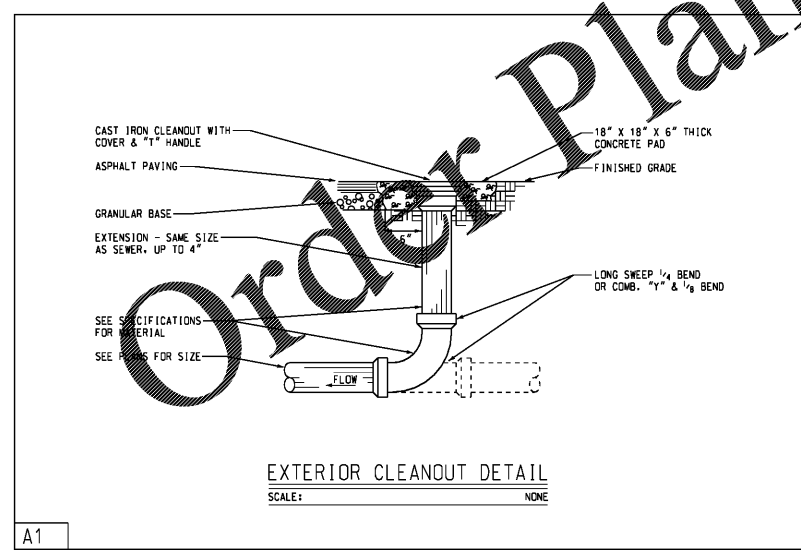 Order Plan
CAST IRON CLEANOUT WITH
COVER & "T" HANDLE
ASPHALT PAVING
GRANULAR BASE
EXTENSION - SAME SIZE
AS SEWER. UP TO 4"
SEE SPECIFICATIONS
FOR MATERIAL
SEE PLANS FOR SIZE
18" X 18" X 6" THICK
CONCRETE PAD
FINISHED GRADE
6"
LONG SWEEP 1/4 BEND
OR COMB. "Y" & 1/8 BEND
FLOW
EXTERIOR CLEANOUT DETAIL
SCALE: NONE
A1